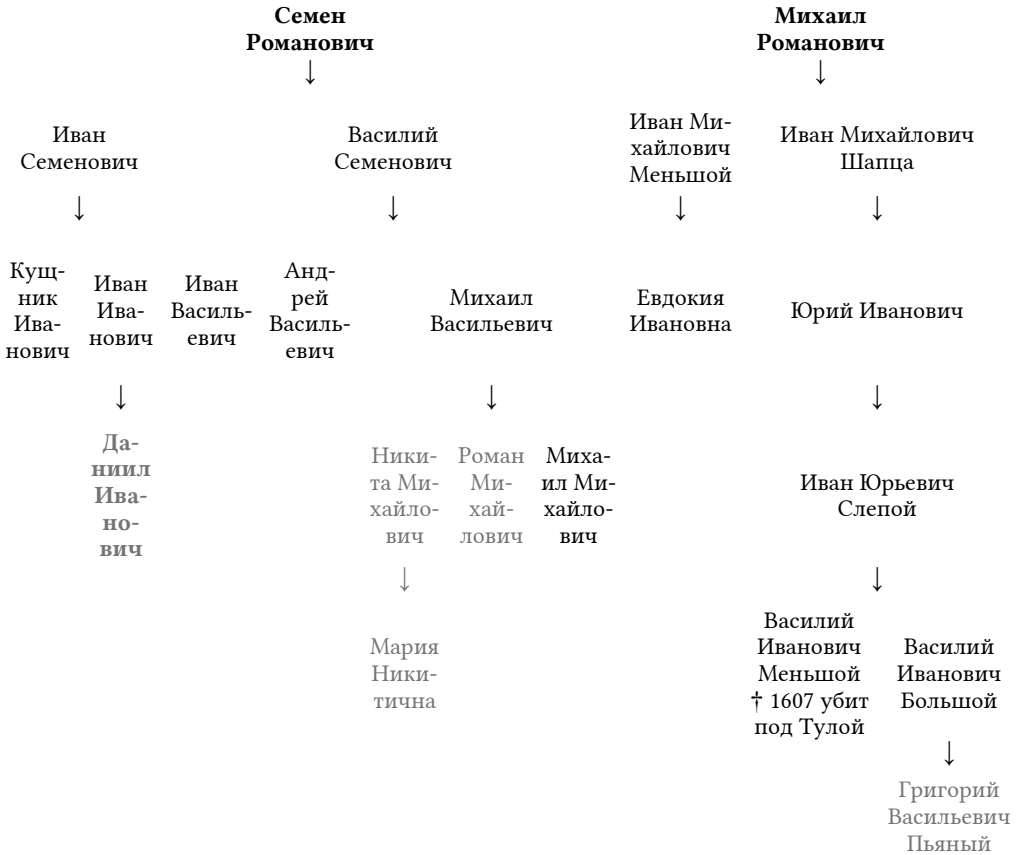 Семен
Романович
Михаил
Романович
↓
↓
Иван
Семенович
Василий
Семенович
Иван Ми-
хайлович
Меньшой
Иван Михайлович
Шапца
↓
↓
↓
↓
Кущ-
ник
Ива-
нович
Иван
Ива-
нович
Иван
Василь-
евич
Анд-
рей
Василь-
евич
Михаил
Васильевич
Евдокия
Ивановна
Юрий Иванович
↓
↓
↓
Да-
ниил
Ива-
но-
вич
Ники-
та Ми-
хайло-
вич
Роман
Ми-
хай-
лович
Миха-
ил Ми-
хайло-
вич
Иван Юрьевич
Слепой
↓
↓
Мария
Ники-
тична
Василий
Иванович
Меньшой
† 1607 убит
под Тулой
Василий
Иванович
Большой
↓
Григорий
Васильевич
Пьяный